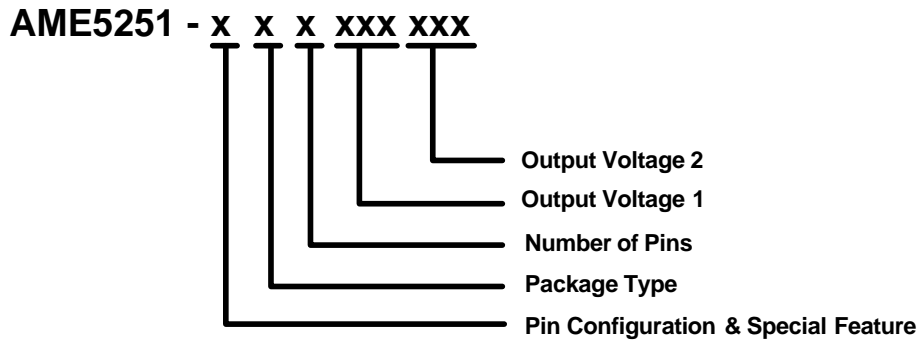 AME5251 - x x x xxx xxx
Output Voltage 2
Output Voltage 1
Number of Pins
Package Type
Pin Configuration & Special Feature